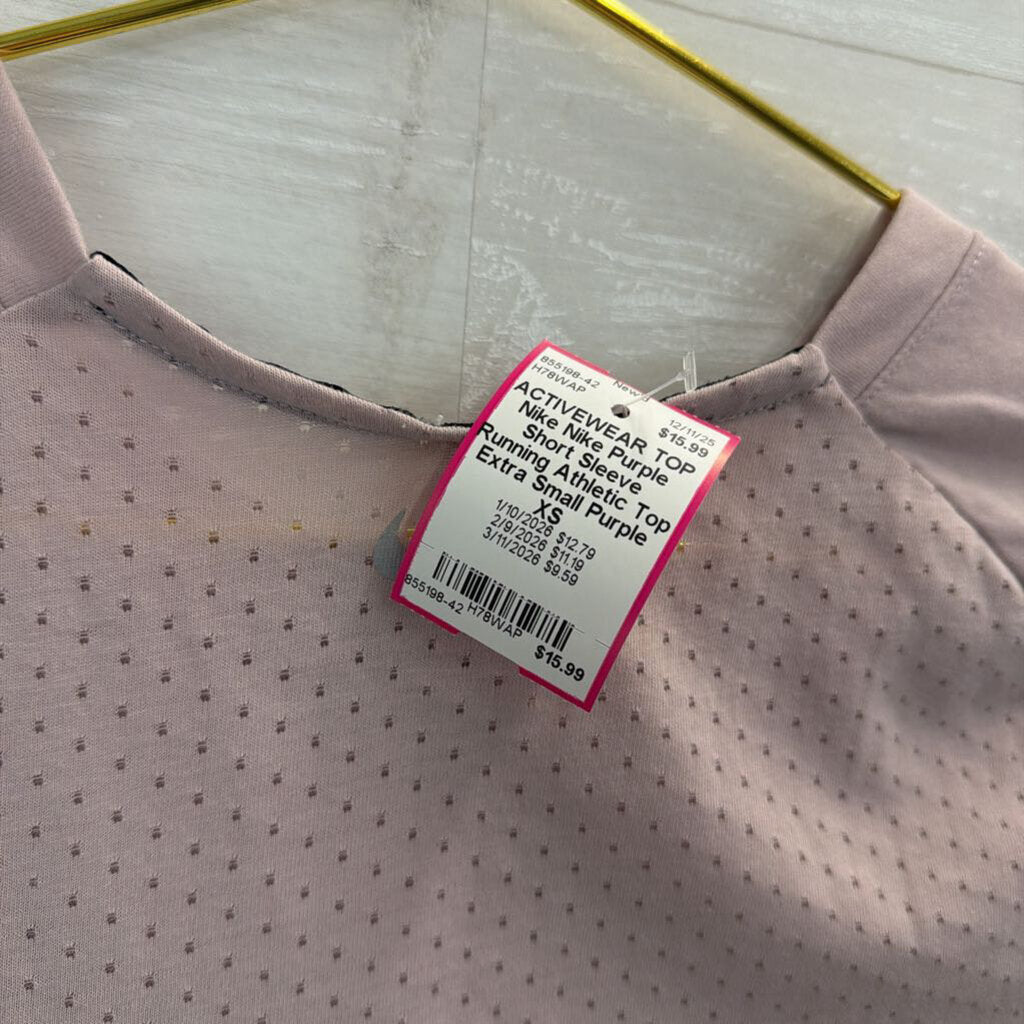 855198-42
H78WAP
12/11/25
$15.99
ACTIVEWEAR TOP
Nike Nike Purple
Short Sleeve
Running Athletic Top
Extra Small Purple
XS
1/10/2026 $12.79
2/9/2026 $11.19
3/11/2026 $9.59
855198-42 H78WAP
$15.99